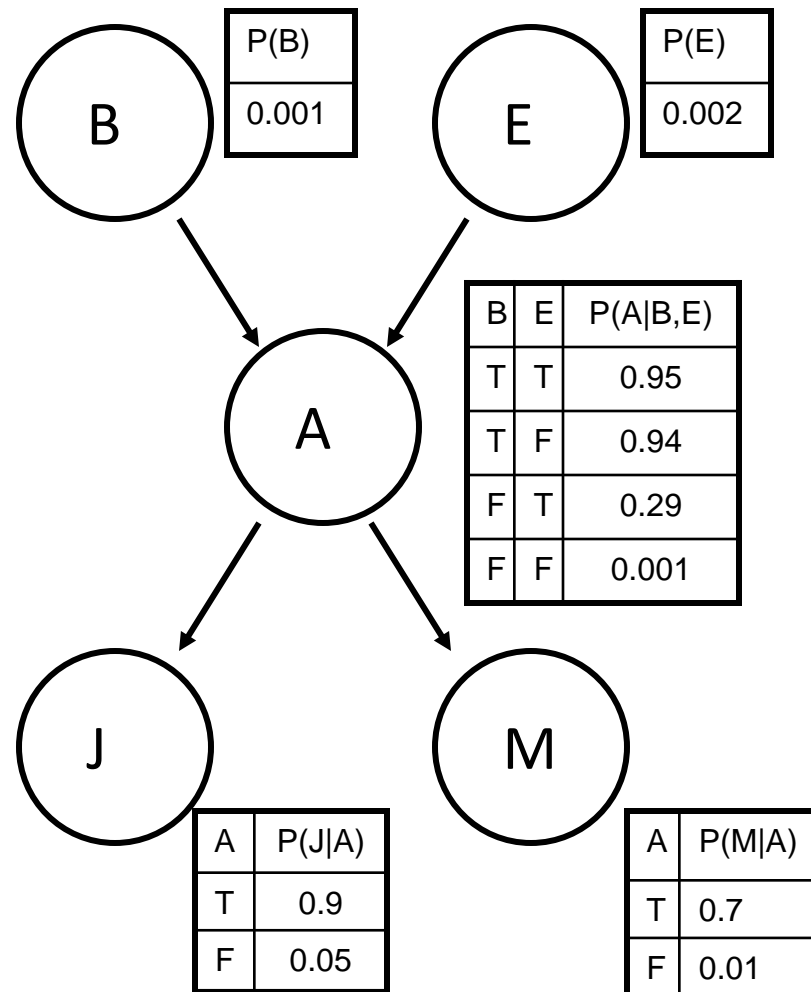 B
P(B)
0.001
E
P(E)
0.002
B E P(A|B,E)
T T 0.95
T F 0.94
F T 0.29
F F 0.001
A
J
M
A P(J|A)
T 0.9
F 0.05
A P(M|A)
T 0.7
F 0.01